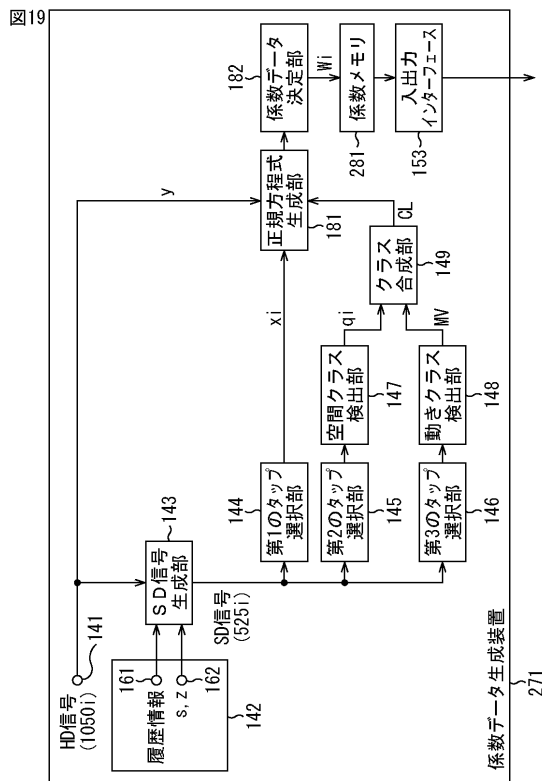 図19
HD信号
(1050i)
141
履歴情報
161
s, z
162
142
143
SD信号
生成部
SD信号
(525i)
y
xi
144
第1のタップ
選択部
145
第2のタップ
選択部
146
第3のタップ
選択部
147
空間クラス
検出部
148
動きクラス
検出部
qi
MV
149
クラス
合成部
CL
正規方程式
生成部
181
182
係数データ
決定部
Wi
係数メモリ
281
入出力
インターフェース
153
係数データ生成装置
271